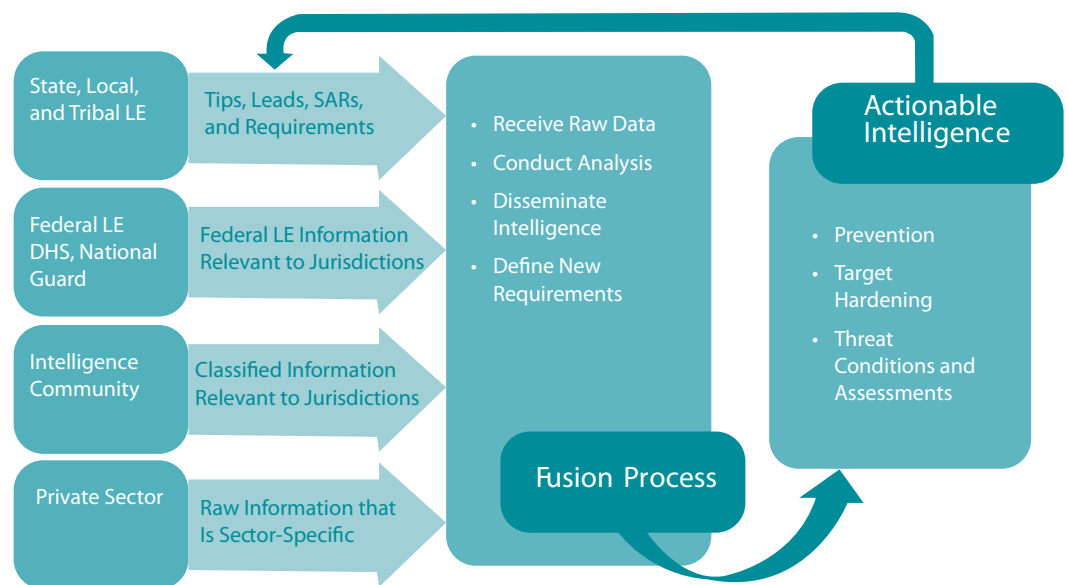 State, Local,
and Tribal LE
Tips, Leads, SARs,
and Requirements
Federal LE
DHS, National
Guard
Federal LE Information
Relevant to Jurisdictions
Intelligence
Community
Classified Information
Relevant to Jurisdictions
Private Sector
Raw Information that
Is Sector-Specific
• Receive Raw Data
• Conduct Analysis
• Disseminate
Intelligence
• Define New
Requirements
Fusion Process
Actionable
Intelligence
• Prevention
• Target
Hardening
• Threat
Conditions and
Assessments